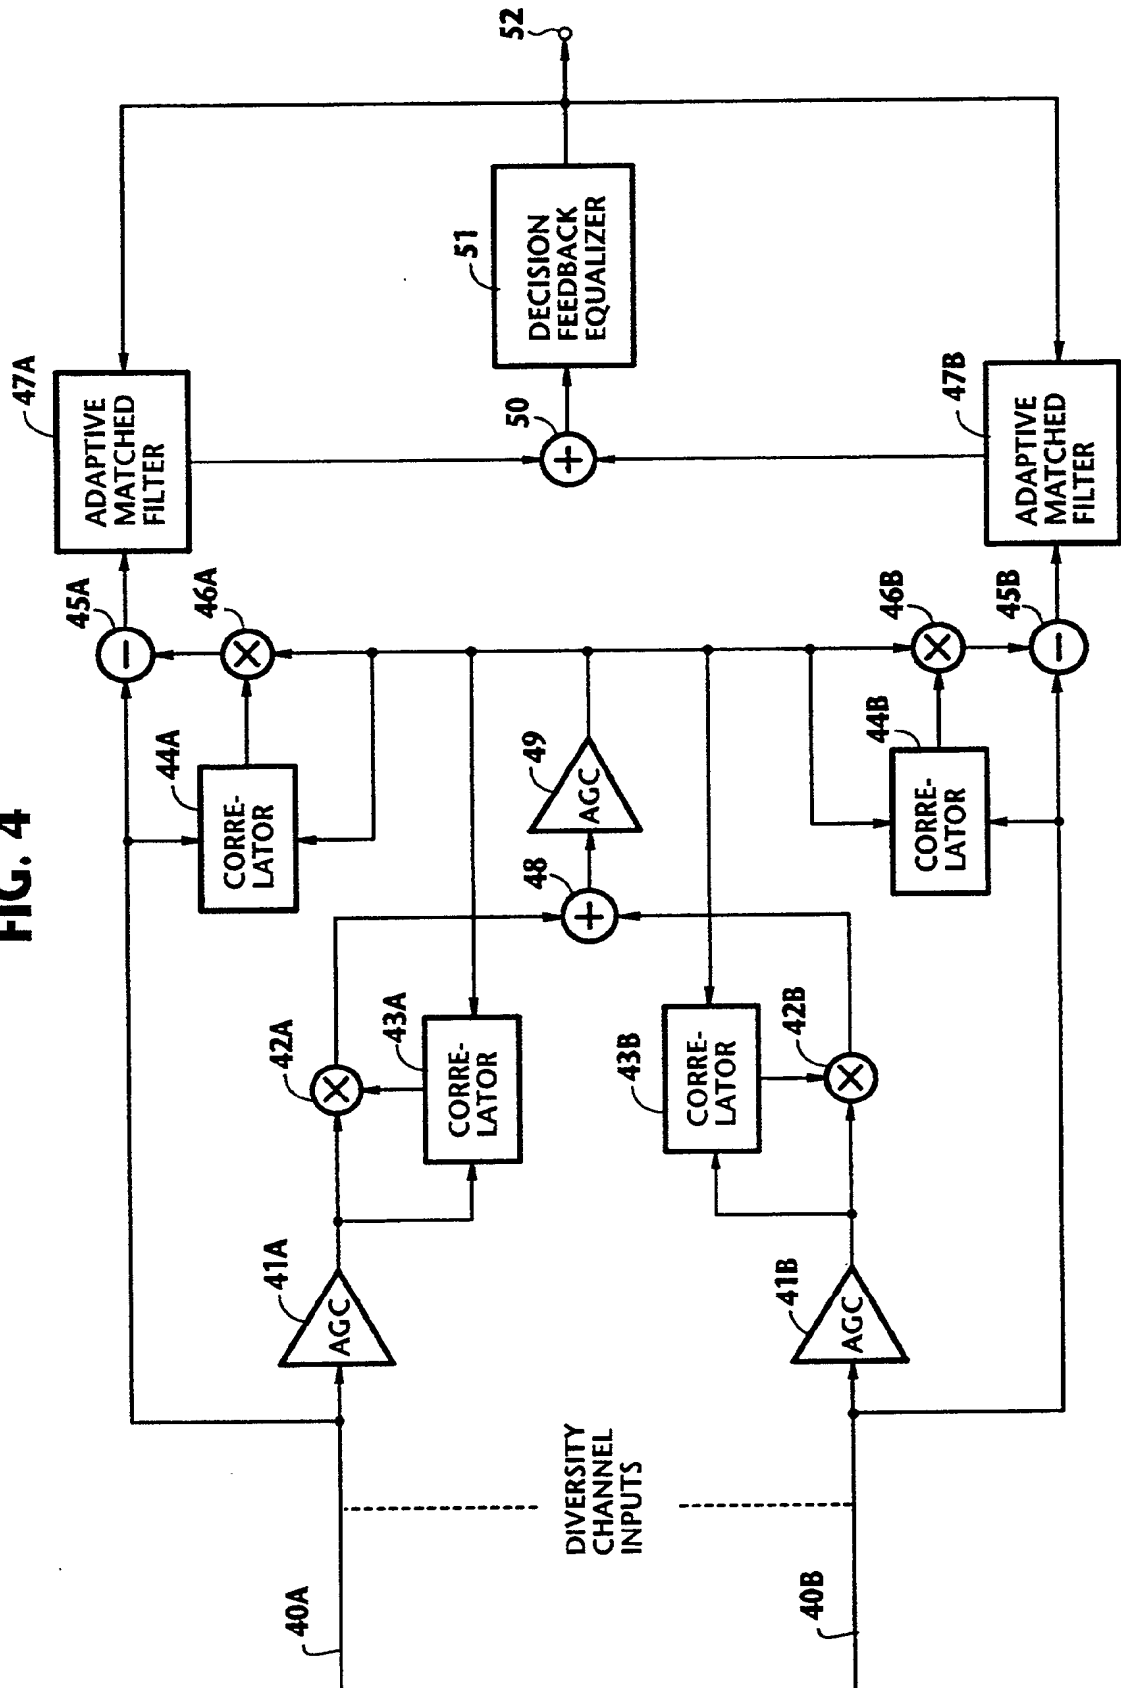 FIG. 4
40A
40B
DIVERSITY
CHANNEL
INPUTS
41A
AGC
41B
AGC
42A
43A
CORRE-
LATOR
43B
CORRE-
LATOR
42B
44A
CORRE-
LATOR
48
49
AGC
44B
CORRE-
LATOR
45A
46A
46B
45B
47A
ADAPTIVE
MATCHED
FILTER
50
47B
ADAPTIVE
MATCHED
FILTER
51
DECISION
FEEDBACK
EQUALIZER
52